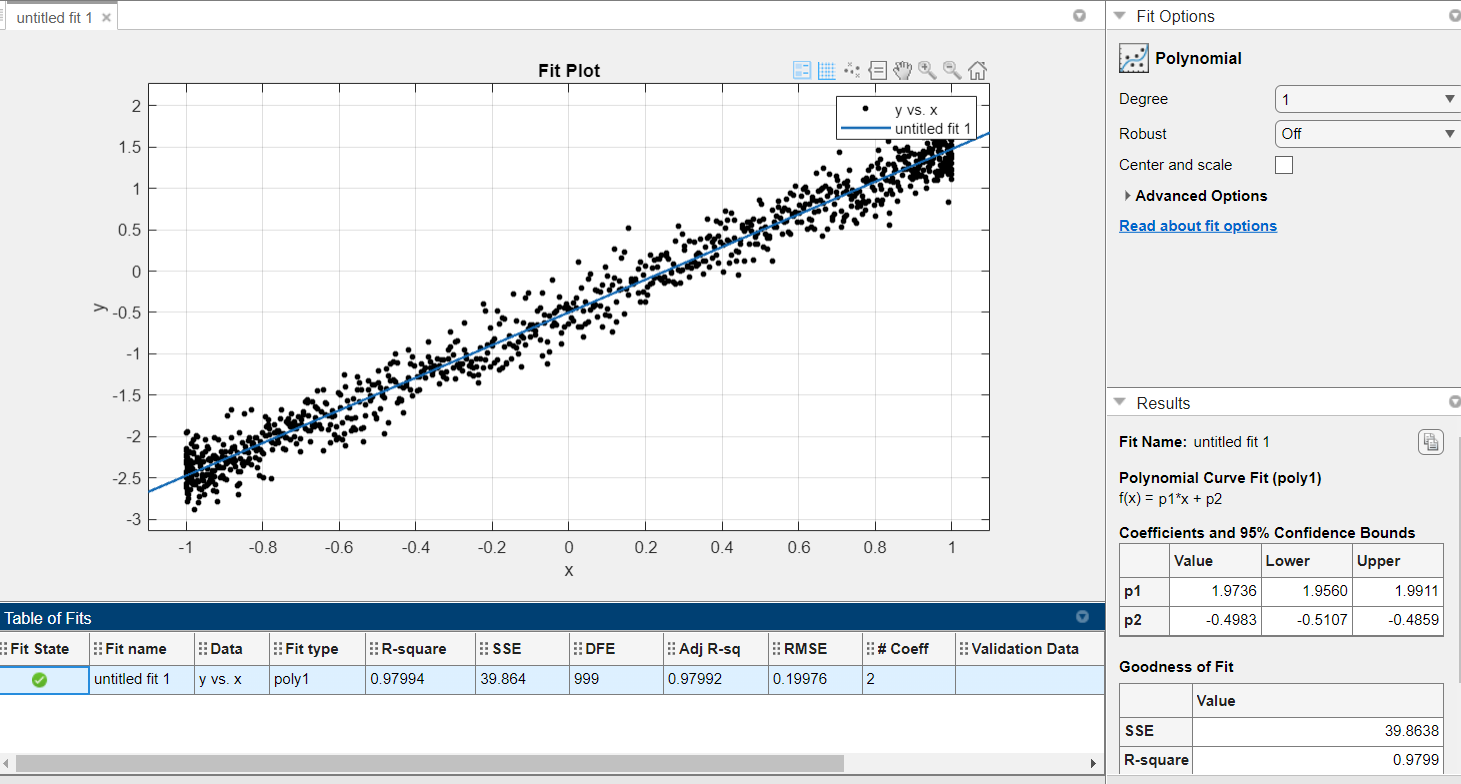 untitled fit 1
Fit Plot
y vs. x
untitled fit 1
2
1.5
1
0.5
0
-0.5
-1
-1.5
-2
-2.5
-3
y
-1 -0.8 -0.6 -0.4 -0.2 0 0.2 0.4 0.6 0.8 1
x
Table of Fits
Fit State Fit name Data Fit type R-square SSE DFE Adj R-sq RMSE # Coeff Validation Data
untitled fit 1 y vs. x poly1 0.97994 39.864 999 0.97992 0.19976 2
Fit Options
Polynomial
Degree 1
Robust Off
Center and scale
Advanced Options
Read about fit options
Results
Fit Name: untitled fit 1
Polynomial Curve Fit (poly1)
f(x) = p1*x + p2
Coefficients and 95% Confidence Bounds
Value Lower Upper
p1 1.9736 1.9560 1.9911
p2 -0.4983 -0.5107 -0.4859
Goodness of Fit
Value
SSE 39.8638
R-square 0.9799